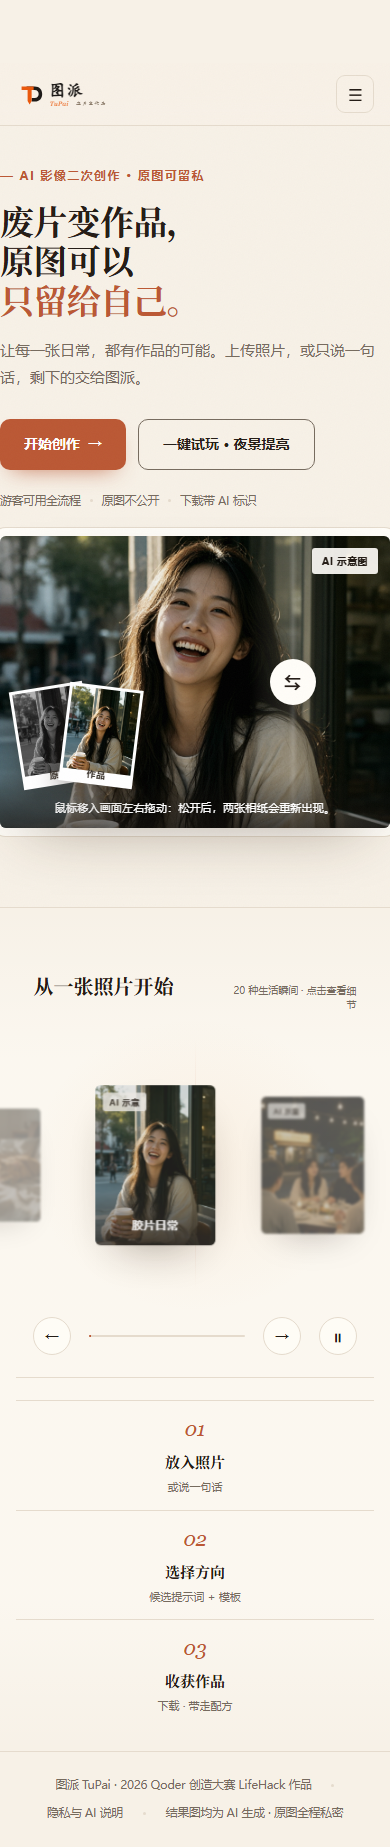 图派
TuPai
— AI 影像二次创作 · 原图可留私
废片变作品，
原图可以
只留给自己。
让每一张日常，都有作品的可能。上传照片，或只说一句
话，剩下的交给图派。
开始创作 →
一键试玩 · 夜景提亮
游客可用全流程 · 原图不公开 · 下载带 AI 标识
AI 示意图
作品
鼠标移入画面左右拖动：松开后，两张相纸会重新出现。
从一张照片开始
20 种生活瞬间 · 点击查看细
节
AI 示意
AI 示意
胶片日常
← → II
01
放入照片
或说一句话
02
选择方向
候选提示词 + 模板
03
收获作品
下载 · 带走配方
图派 TuPai · 2026 Qoder 创造大赛 LifeHack 作品 ·
隐私与 AI 说明 · 结果图均为 AI 生成 · 原图全程私密